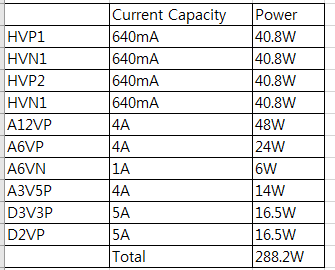 Current Capacity Power
HVP1 640mA 40.8W
HVN1 640mA 40.8W
HVP2 640mA 40.8W
HVN1 640mA 40.8W
A12VP 4A 48W
A6VP 4A 24W
A6VN 1A 6W
A3V5P 4A 14W
D3V3P 5A 16.5W
D2VP 5A 16.5W
Total 288.2W